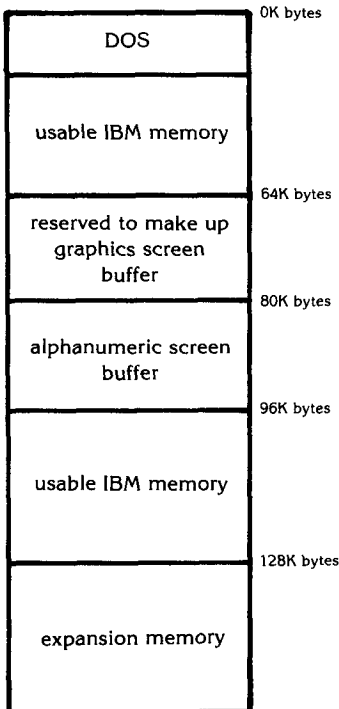 0K bytes
DOS
usable IBM memory
64K bytes
reserved to make up
graphics screen
buffer
80K bytes
alphanumeric screen
buffer
96K bytes
usable IBM memory
128K bytes
expansion memory